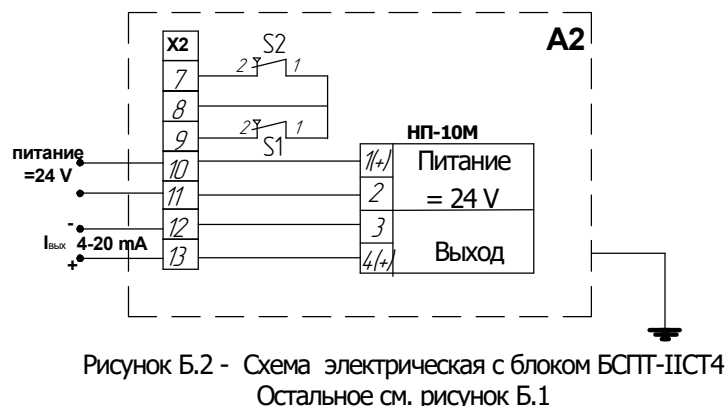 А2
Х2
S2
7 2 1
8
9 2 1
S1
НП-10М
питание
=24 V
10 1(+) Питание
11 2 = 24 V
- 12 3
Iвых 4-20 mA
+ 13 4(+) Выход
Рисунок Б.2 - Схема электрическая с блоком БСПТ-IICT4
Остальное см. рисунок Б.1